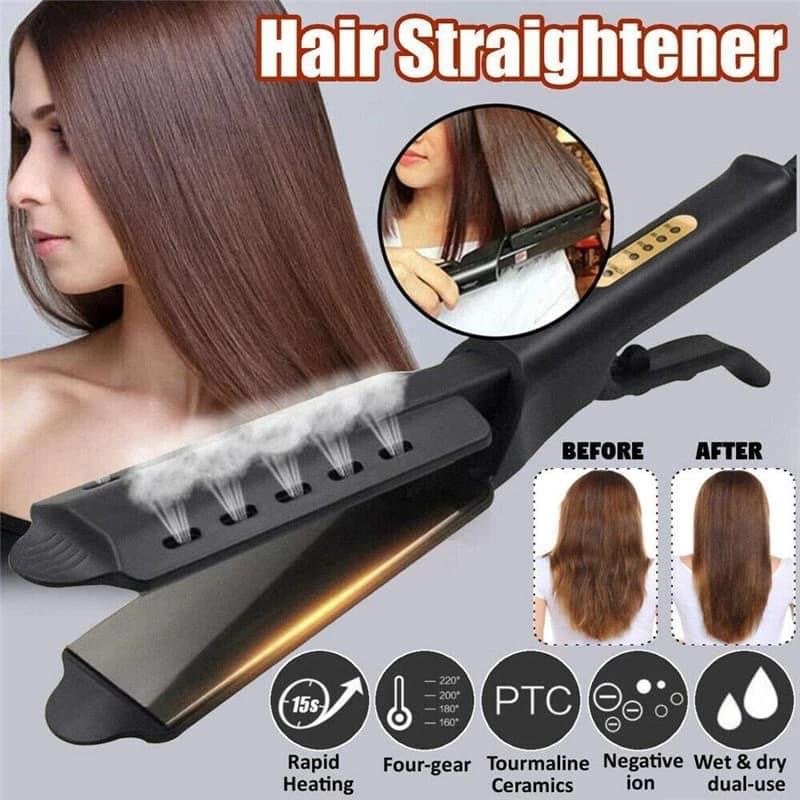 Hair Straightener
BEFORE
AFTER
15s
220°
200°
180°
160°
PTC
Rapid
Heating
Four-gear
Tourmaline
Ceramics
Negative
ion
Wet & dry
dual-use